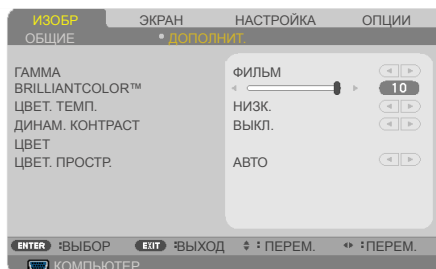 ИЗОБР ЭКРАН НАСТРОЙКА ОПЦИИ
ОБЩИЕ • ДОПОЛНИТ.
ГАММА ФИЛЬМ
BRILLIANTCOLOR™ 10
ЦВЕТ. ТЕМП. НИЗК.
ДИНАМ. КОНТРАСТ ВЫКЛ.
ЦВЕТ
ЦВЕТ. ПРОСТР. АВТО
ENTER :ВЫБОР EXIT :ВЫХОД :ПЕРЕМ. :ПЕРЕМ.
КОМПЬЮТЕР